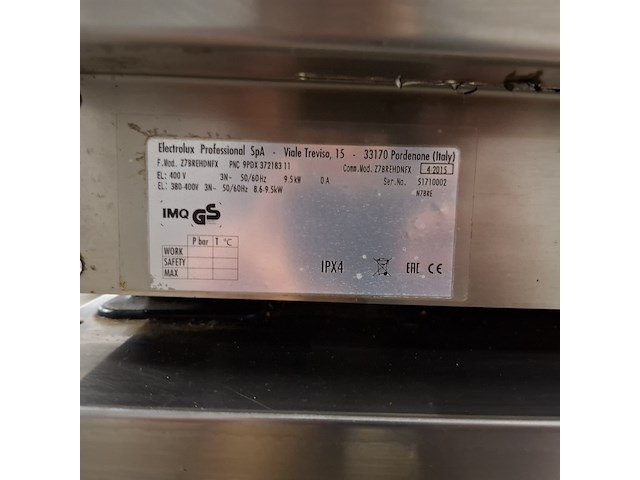 Electrolux Professional SpA - Viale Treviso, 15 - 33170 Pordenone (Italy)
F.Mod. Z7BREHDNFX PNC 9PDX 372183 11 Comm.Mod. Z7BREHDNFX 4-2015
EL: 400 V 3N~ 50/60Hz 9.5kW 0 A Ser.No. 51710002
EL: 380-400V 3N~ 50/60Hz 8.6-9.5kW N7BRE
IMQ GS
P bar T °C
WORK
SAFETY
MAX
IPX4 EAC CE